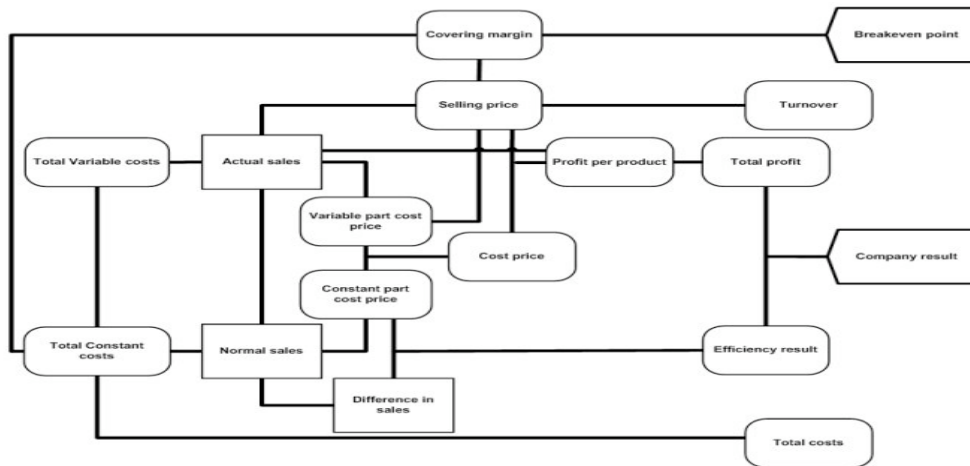 Covering margin
Breakeven point
Selling price
Turnover
Total Variable costs
Actual sales
Profit per product
Total profit
Variable part cost
price
Cost price
Company result
Constant part
cost price
Total Constant
costs
Normal sales
Efficiency result
Difference in
sales
Total costs